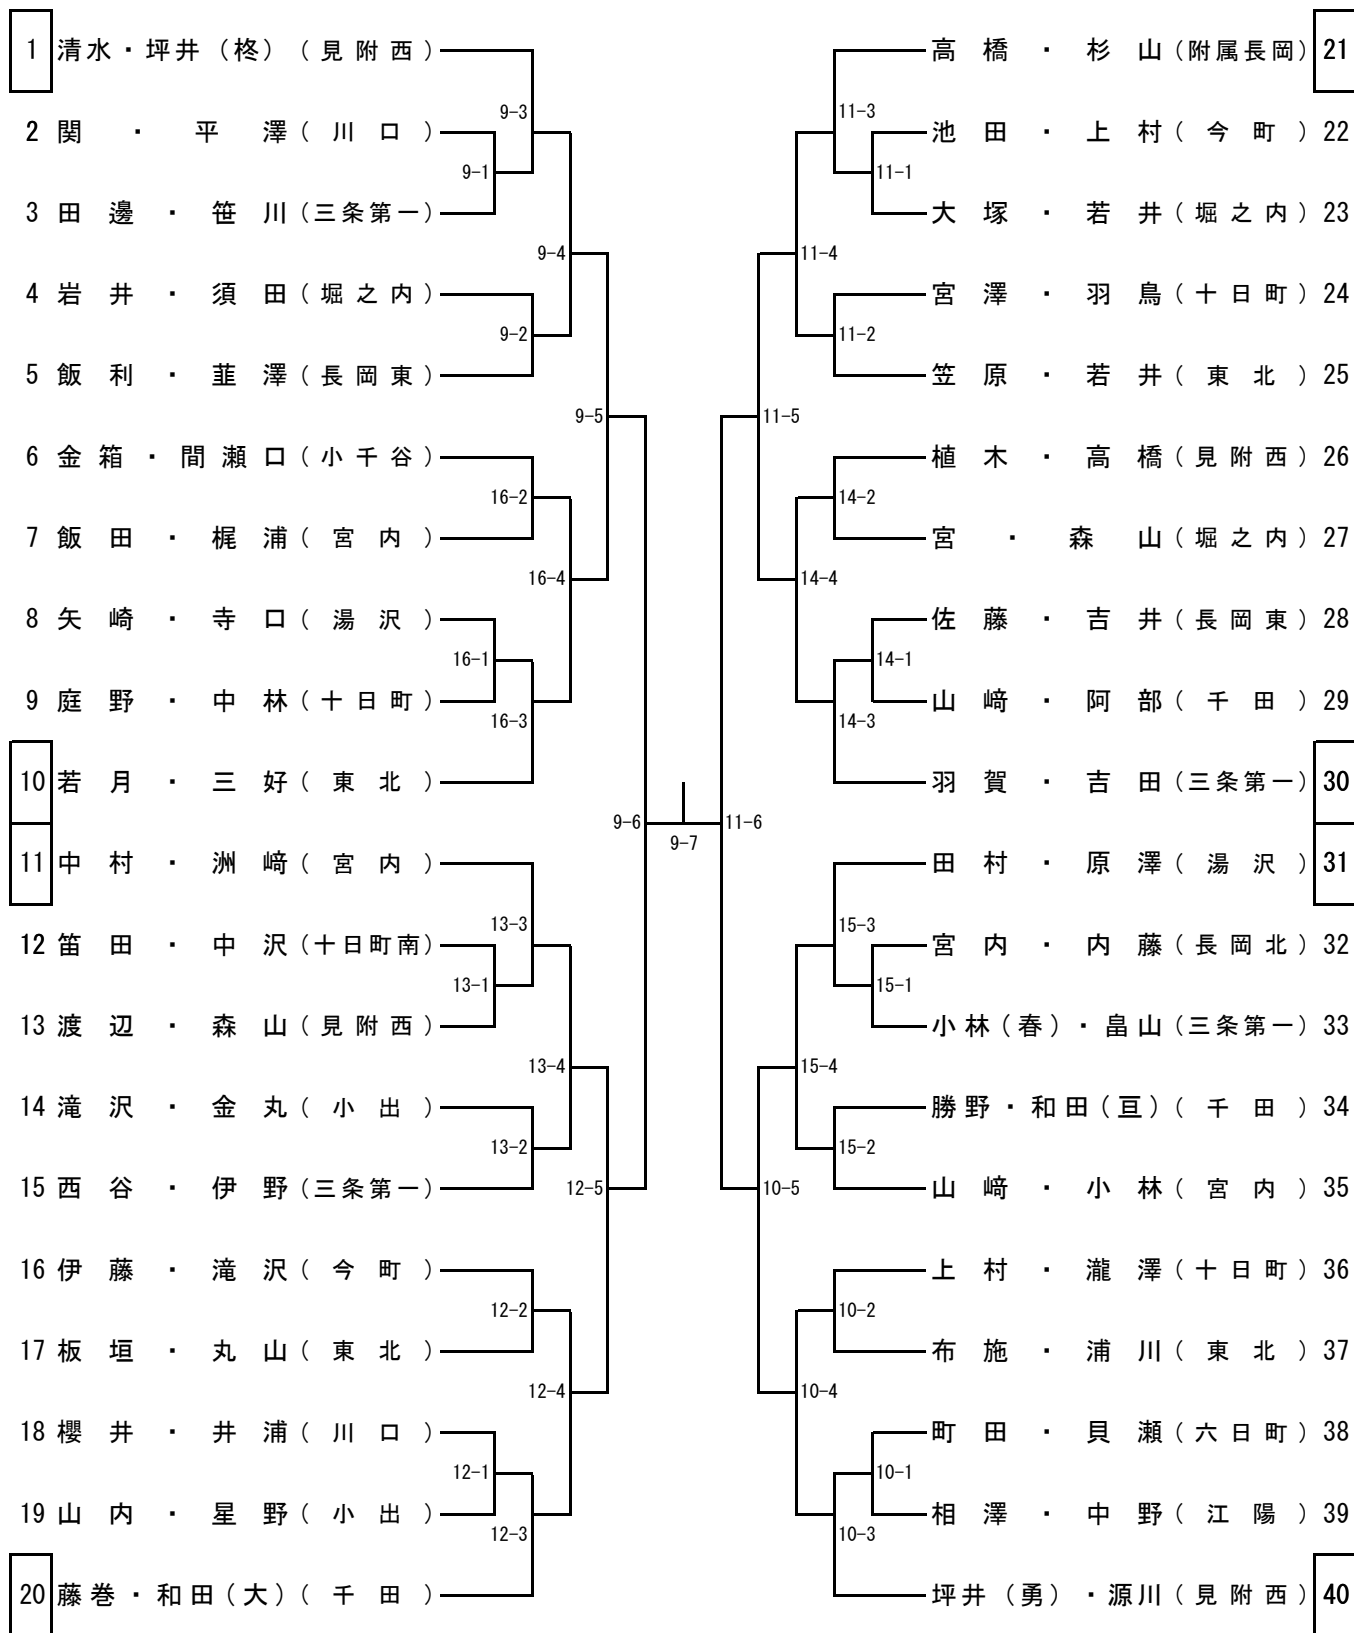 1 清水・坪井（柊）（見附西）
2 関・平澤（川口）
3 田邊・笹川（三条第一）
4 岩井・須田（堀之内）
5 飯利・韮澤（長岡東）
6 金箱・間瀬口（小千谷）
7 飯田・梶浦（宮内）
8 矢崎・寺口（湯沢）
9 庭野・中林（十日町）
10 若月・三好（東北）
11 中村・洲﨑（宮内）
12 笛田・中沢（十日町南）
13 渡辺・森山（見附西）
14 滝沢・金丸（小出）
15 西谷・伊野（三条第一）
16 伊藤・滝沢（今町）
17 板垣・丸山（東北）
18 櫻井・井浦（川口）
19 山内・星野（小出）
20 藤巻・和田（大）（千田）
9-3
9-1
9-4
9-2
9-5
16-2
16-4
16-1
16-3
9-6
13-3
13-1
13-4
13-2
12-5
12-2
12-4
12-1
12-3
9-7
11-3
11-1
11-4
11-2
11-5
14-2
14-4
14-1
14-3
11-6
15-3
15-1
15-4
15-2
10-5
10-2
10-4
10-1
10-3
高橋・杉山（附属長岡）21
池田・上村（今町）22
大塚・若井（堀之内）23
宮澤・羽鳥（十日町）24
笠原・若井（東北）25
植木・高橋（見附西）26
宮・森山（堀之内）27
佐藤・吉井（長岡東）28
山﨑・阿部（千田）29
羽賀・吉田（三条第一）30
田村・原澤（湯沢）31
宮内・内藤（長岡北）32
小林（春）・畠山（三条第一）33
勝野・和田（亘）（千田）34
山﨑・小林（宮内）35
上村・瀧澤（十日町）36
布施・浦川（東北）37
町田・貝瀬（六日町）38
相澤・中野（江陽）39
坪井（勇）・源川（見附西）40